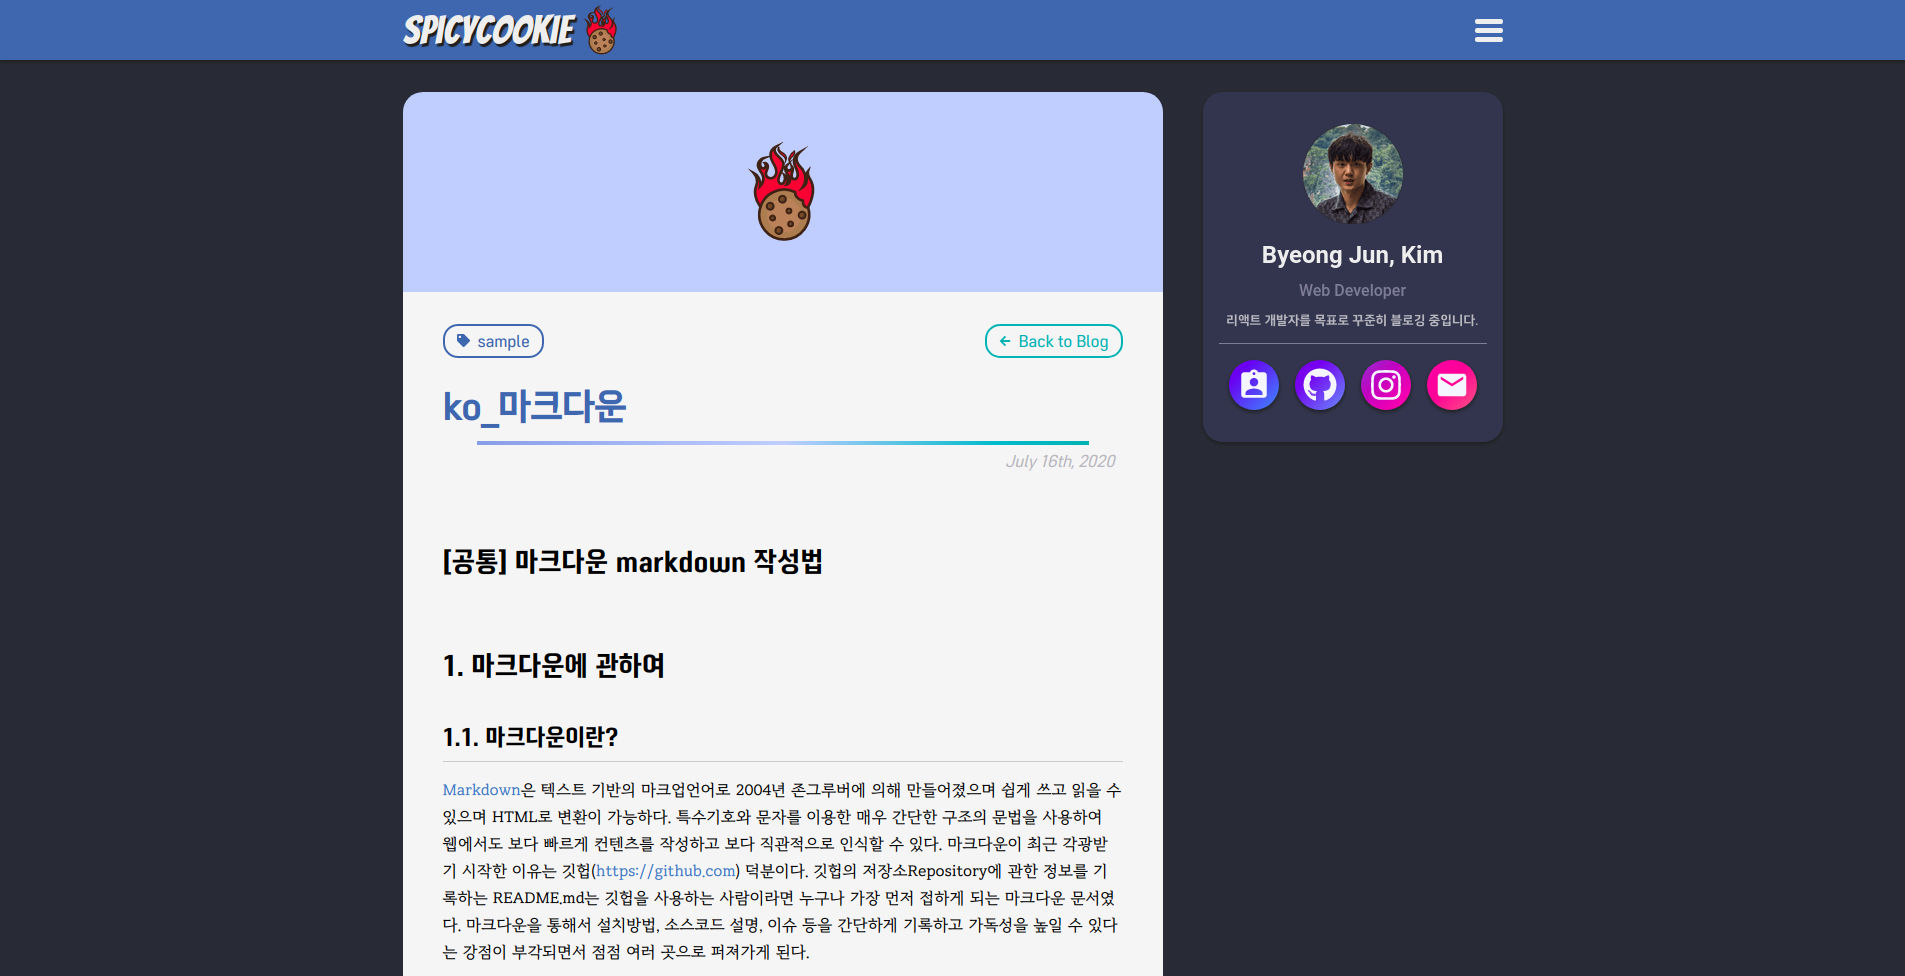 SPICYCOOKIE
sample
← Back to Blog
ko_마크다운
July 16th, 2020
[공통] 마크다운 markdown 작성법
1. 마크다운에 관하여
1.1. 마크다운이란?
Markdown은 텍스트 기반의 마크업언어로 2004년 존그루버에 의해 만들어졌으며 쉽게 쓰고 읽을 수
있으며 HTML로 변환이 가능하다. 특수기호와 문자를 이용한 매우 간단한 구조의 문법을 사용하여
웹에서도 보다 빠르게 컨텐츠를 작성하고 보다 직관적으로 인식할 수 있다. 마크다운이 최근 각광받
기 시작한 이유는 깃헙(https://github.com) 덕분이다. 깃헙의 저장소Repository에 관한 정보를 기
록하는 README.md는 깃헙을 사용하는 사람이라면 누구나 가장 먼저 접하게 되는 마크다운 문서였
다. 마크다운을 통해서 설치방법, 소스코드 설명, 이슈 등을 간단하게 기록하고 가독성을 높일 수 있다
는 강점이 부각되면서 점점 여러 곳으로 퍼져가게 된다.
Byeong Jun, Kim
Web Developer
리액트 개발자를 목표로 꾸준히 블로깅 중입니다.